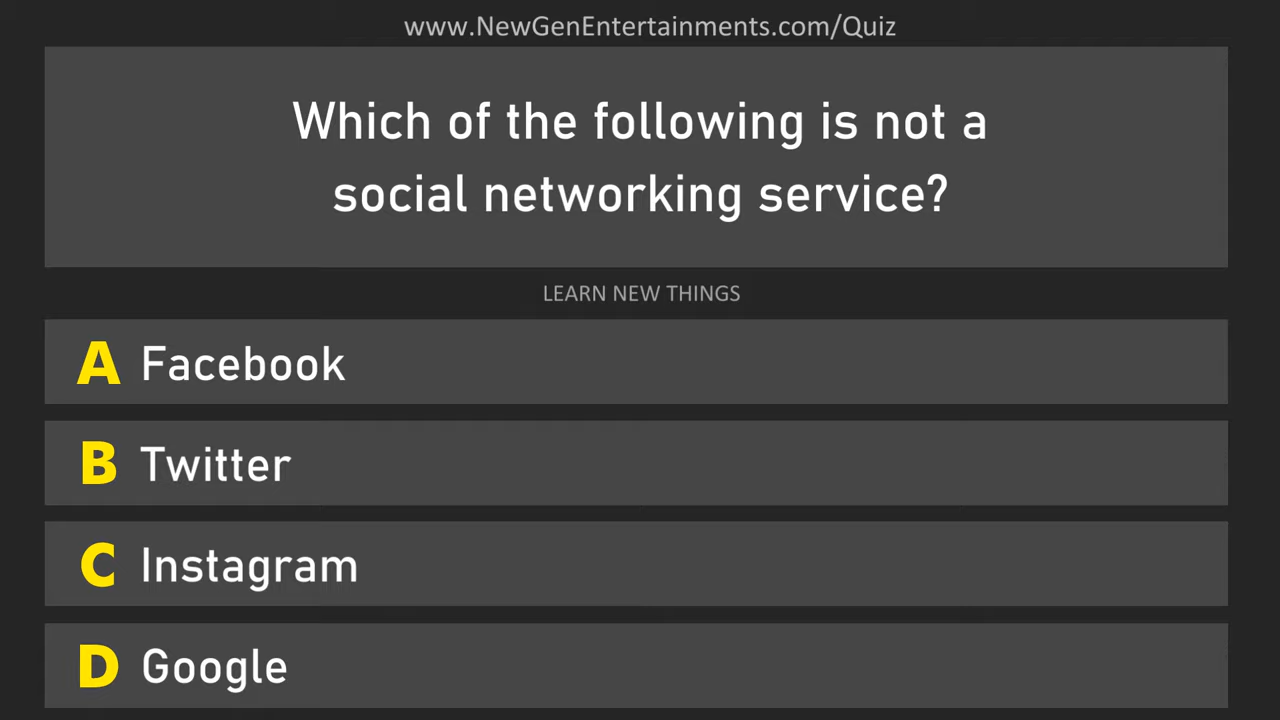 www.NewGenEntertainments.com/Quiz
Which of the following is not a
social networking service?
LEARN NEW THINGS
A Facebook
B Twitter
C Instagram
D Google